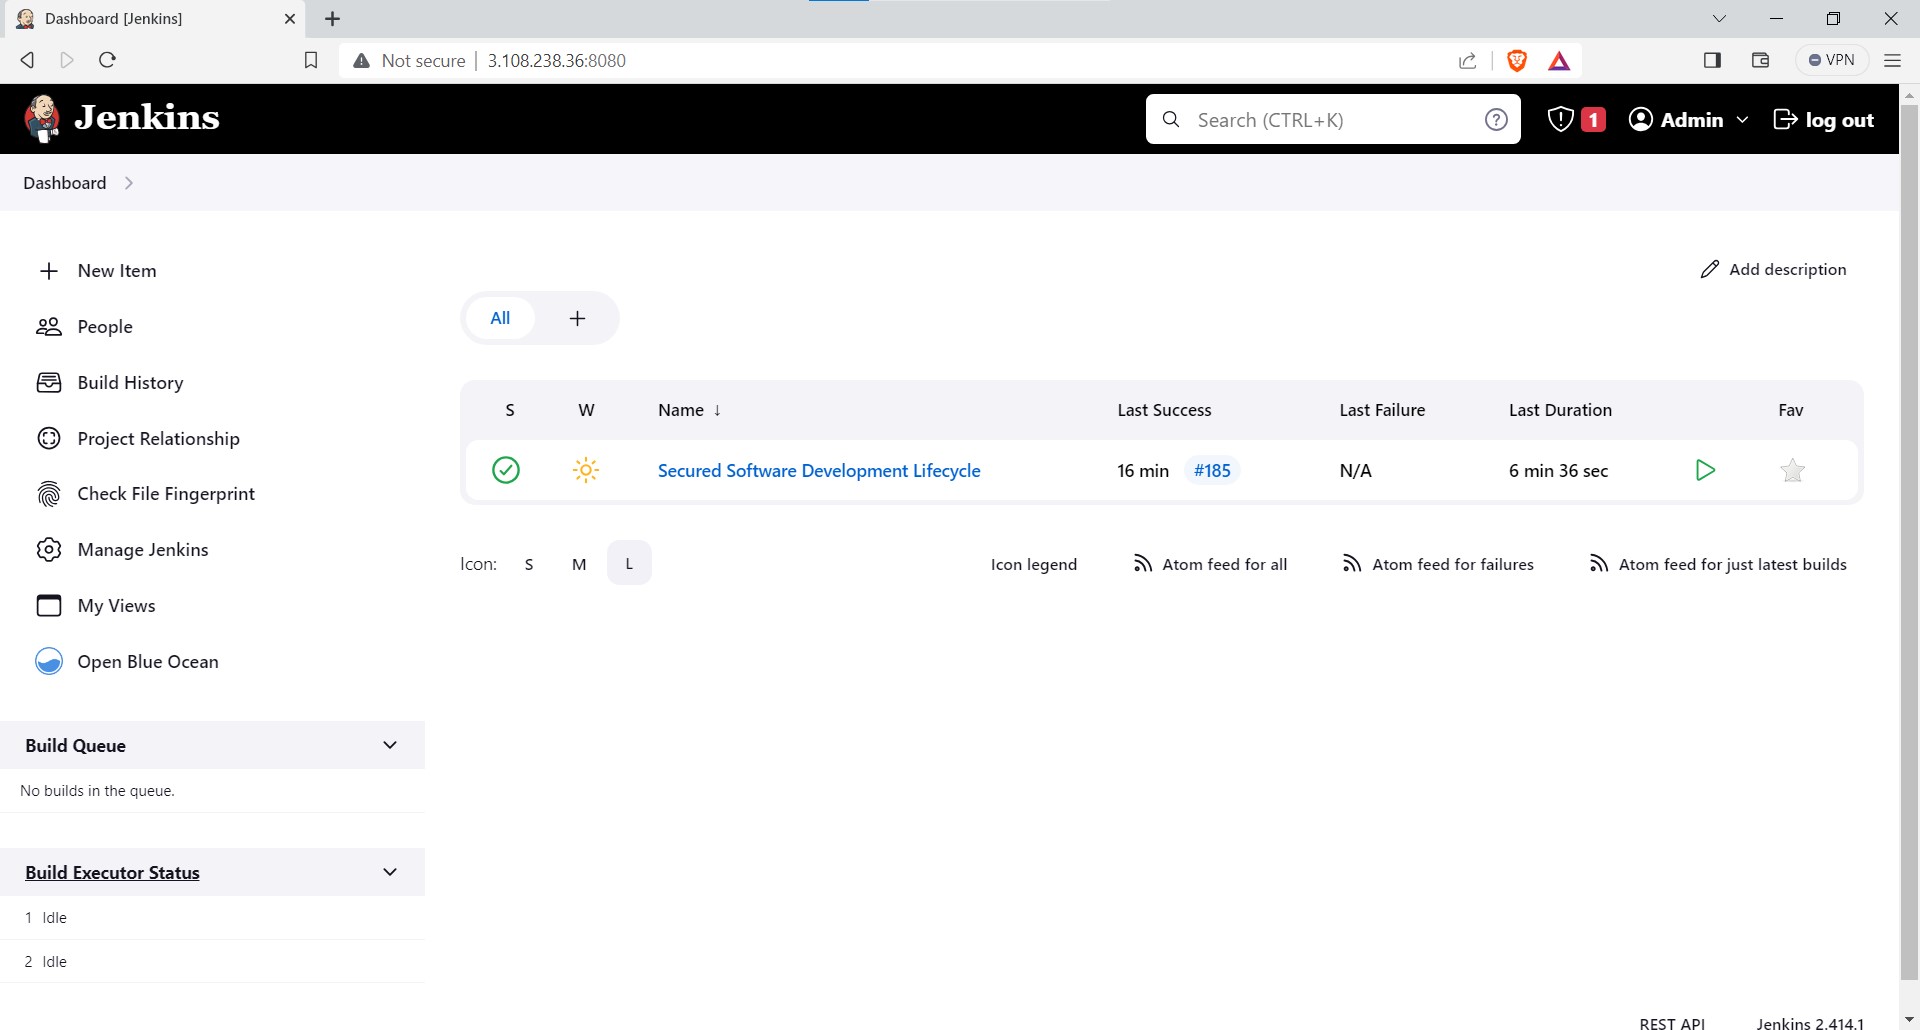 Dashboard [Jenkins]
Not secure 3.108.238.36:8080
VPN
Jenkins
Search (CTRL+K)
1
Admin
log out
Dashboard
New Item
People
Build History
Project Relationship
Check File Fingerprint
Manage Jenkins
My Views
Open Blue Ocean
Build Queue
No builds in the queue.
Build Executor Status
1 Idle
2 Idle
Add description
All +
S W Name ↓ Last Success Last Failure Last Duration Fav
Secured Software Development Lifecycle 16 min #185 N/A 6 min 36 sec
Icon: S M L
Icon legend
Atom feed for all
Atom feed for failures
Atom feed for just latest builds
REST API Jenkins 2.414.1